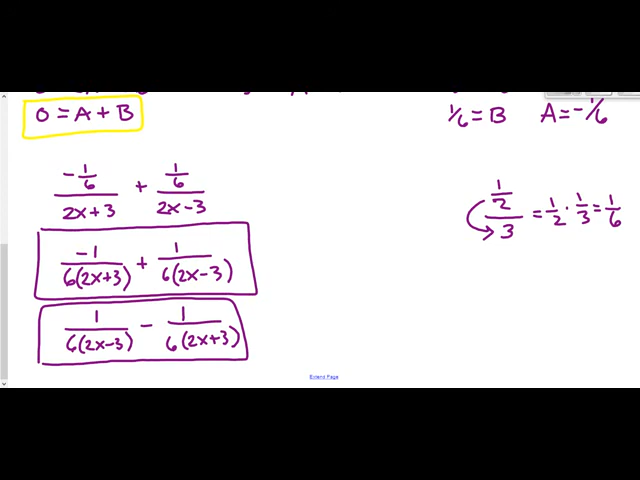 0 = A + B
1/6 = B   A = -1/6
(-1/6)/(2x+3) + (1/6)/(2x-3)
(1/2)/3 = 1/2 · 1/3 = 1/6
-1/(6(2x+3)) + 1/(6(2x-3))
1/(6(2x-3)) - 1/(6(2x+3))
Extend Page